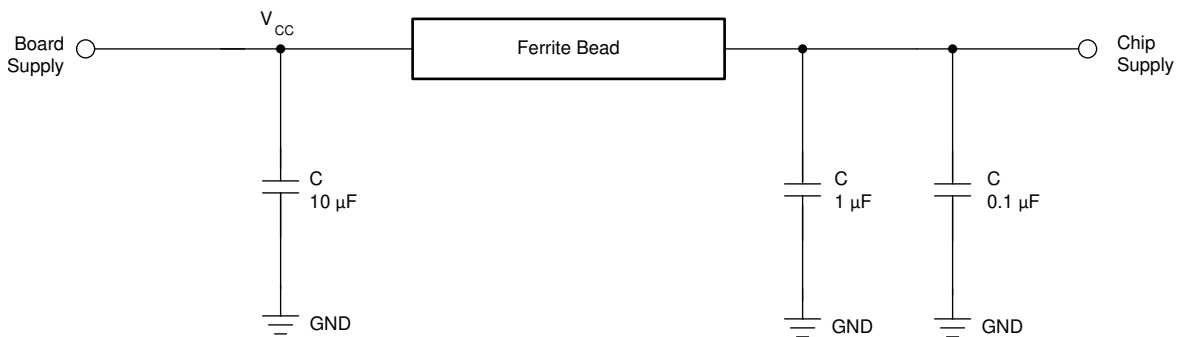 V CC
Board
Supply
Ferrite Bead
Chip
Supply
C
10 µF
C
1 µF
C
0.1 µF
GND
GND
GND